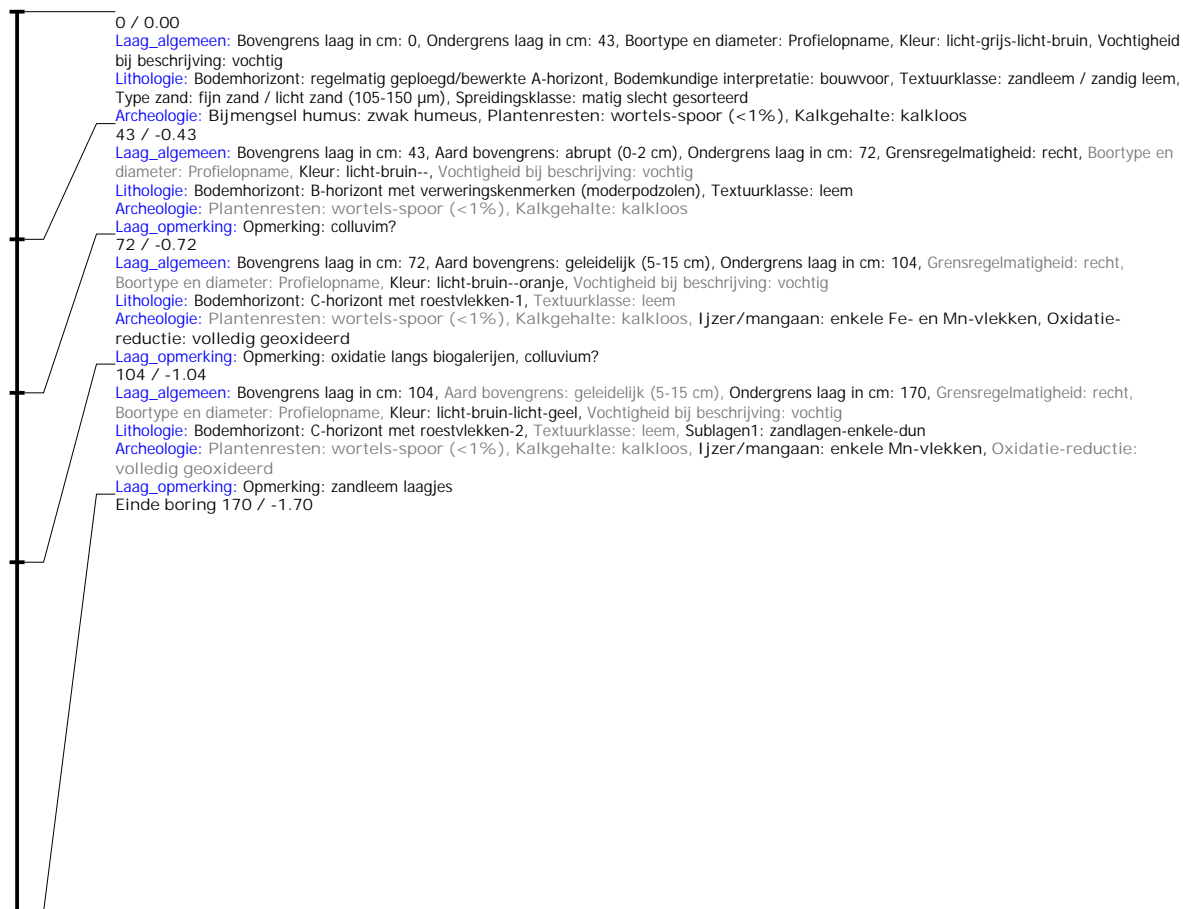 0 / 0.00
Laag_algemeen: Bovengrens laag in cm: 0, Ondergrens laag in cm: 43, Boortype en diameter: Profielopname, Kleur: licht-grijs-licht-bruin, Vochtigheid
bij beschrijving: vochtig
Lithologie: Bodemhorizont: regelmatig geploegd/bewerkte A-horizont, Bodemkundige interpretatie: bouwvoor, Textuurklasse: zandleem / zandig leem,
Type zand: fijn zand / licht zand (105-150 µm), Spreidingsklasse: matig slecht gesorteerd
Archeologie: Bijmengsel humus: zwak humeus, Plantenresten: wortels-spoor (<1%), Kalkgehalte: kalkloos
43 / -0.43
Laag_algemeen: Bovengrens laag in cm: 43, Aard bovengrens: abrupt (0-2 cm), Ondergrens laag in cm: 72, Grensregelmatigheid: recht, Boortype en
diameter: Profielopname, Kleur: licht-bruin--, Vochtigheid bij beschrijving: vochtig
Lithologie: Bodemhorizont: B-horizont met verweringskenmerken (moderpodzolen), Textuurklasse: leem
Archeologie: Plantenresten: wortels-spoor (<1%), Kalkgehalte: kalkloos
Laag_opmerking: Opmerking: colluvim?
72 / -0.72
Laag_algemeen: Bovengrens laag in cm: 72, Aard bovengrens: geleidelijk (5-15 cm), Ondergrens laag in cm: 104, Grensregelmatigheid: recht,
Boortype en diameter: Profielopname, Kleur: licht-bruin--oranje, Vochtigheid bij beschrijving: vochtig
Lithologie: Bodemhorizont: C-horizont met roestvlekken-1, Textuurklasse: leem
Archeologie: Plantenresten: wortels-spoor (<1%), Kalkgehalte: kalkloos, Ijzer/mangaan: enkele Fe- en Mn-vlekken, Oxidatie-
reductie: volledig geoxideerd
Laag_opmerking: Opmerking: oxidatie langs biogalerijen, colluvium?
104 / -1.04
Laag_algemeen: Bovengrens laag in cm: 104, Aard bovengrens: geleidelijk (5-15 cm), Ondergrens laag in cm: 170, Grensregelmatigheid: recht,
Boortype en diameter: Profielopname, Kleur: licht-bruin-licht-geel, Vochtigheid bij beschrijving: vochtig
Lithologie: Bodemhorizont: C-horizont met roestvlekken-2, Textuurklasse: leem, Sublagen1: zandlagen-enkele-dun
Archeologie: Plantenresten: wortels-spoor (<1%), Kalkgehalte: kalkloos, Ijzer/mangaan: enkele Mn-vlekken, Oxidatie-reductie:
volledig geoxideerd
Laag_opmerking: Opmerking: zandleem laagjes
Einde boring 170 / -1.70